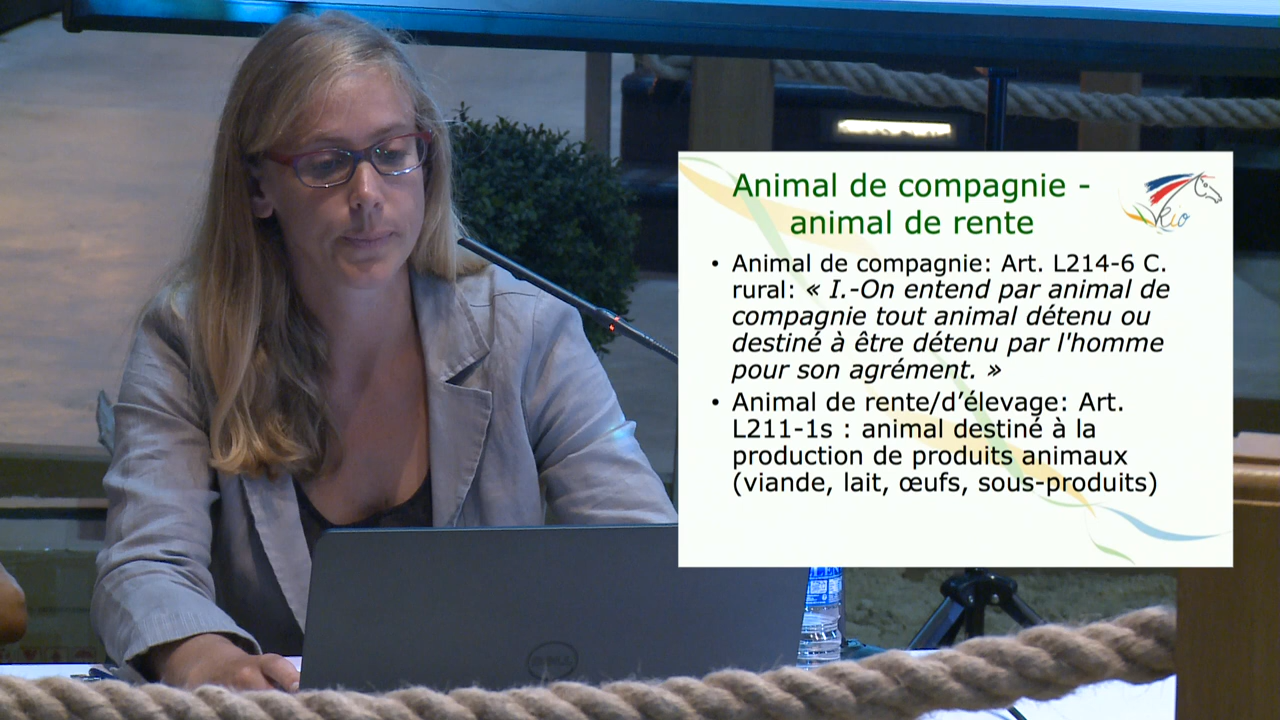 Animal de compagnie -
animal de rente
Rio
• Animal de compagnie: Art. L214-6 C.
rural: « I.-On entend par animal de
compagnie tout animal détenu ou
destiné à être détenu par l'homme
pour son agrément. »
• Animal de rente/d’élevage: Art.
L211-1s : animal destiné à la
production de produits animaux
(viande, lait, œufs, sous-produits)
DELL